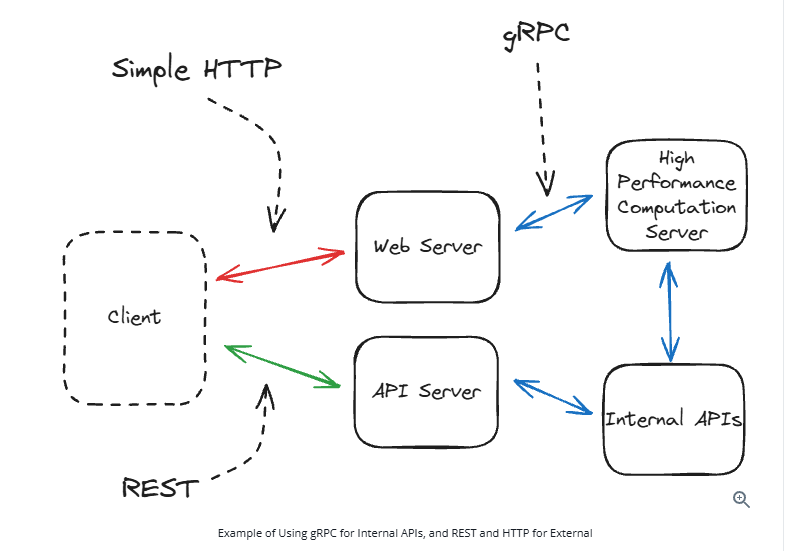 gRPC
Simple HTTP
High
Performance
Computation
Server
Web Server
Client
API Server
Internal APIs
REST
Example of Using gRPC for Internal APIs, and REST and HTTP for External